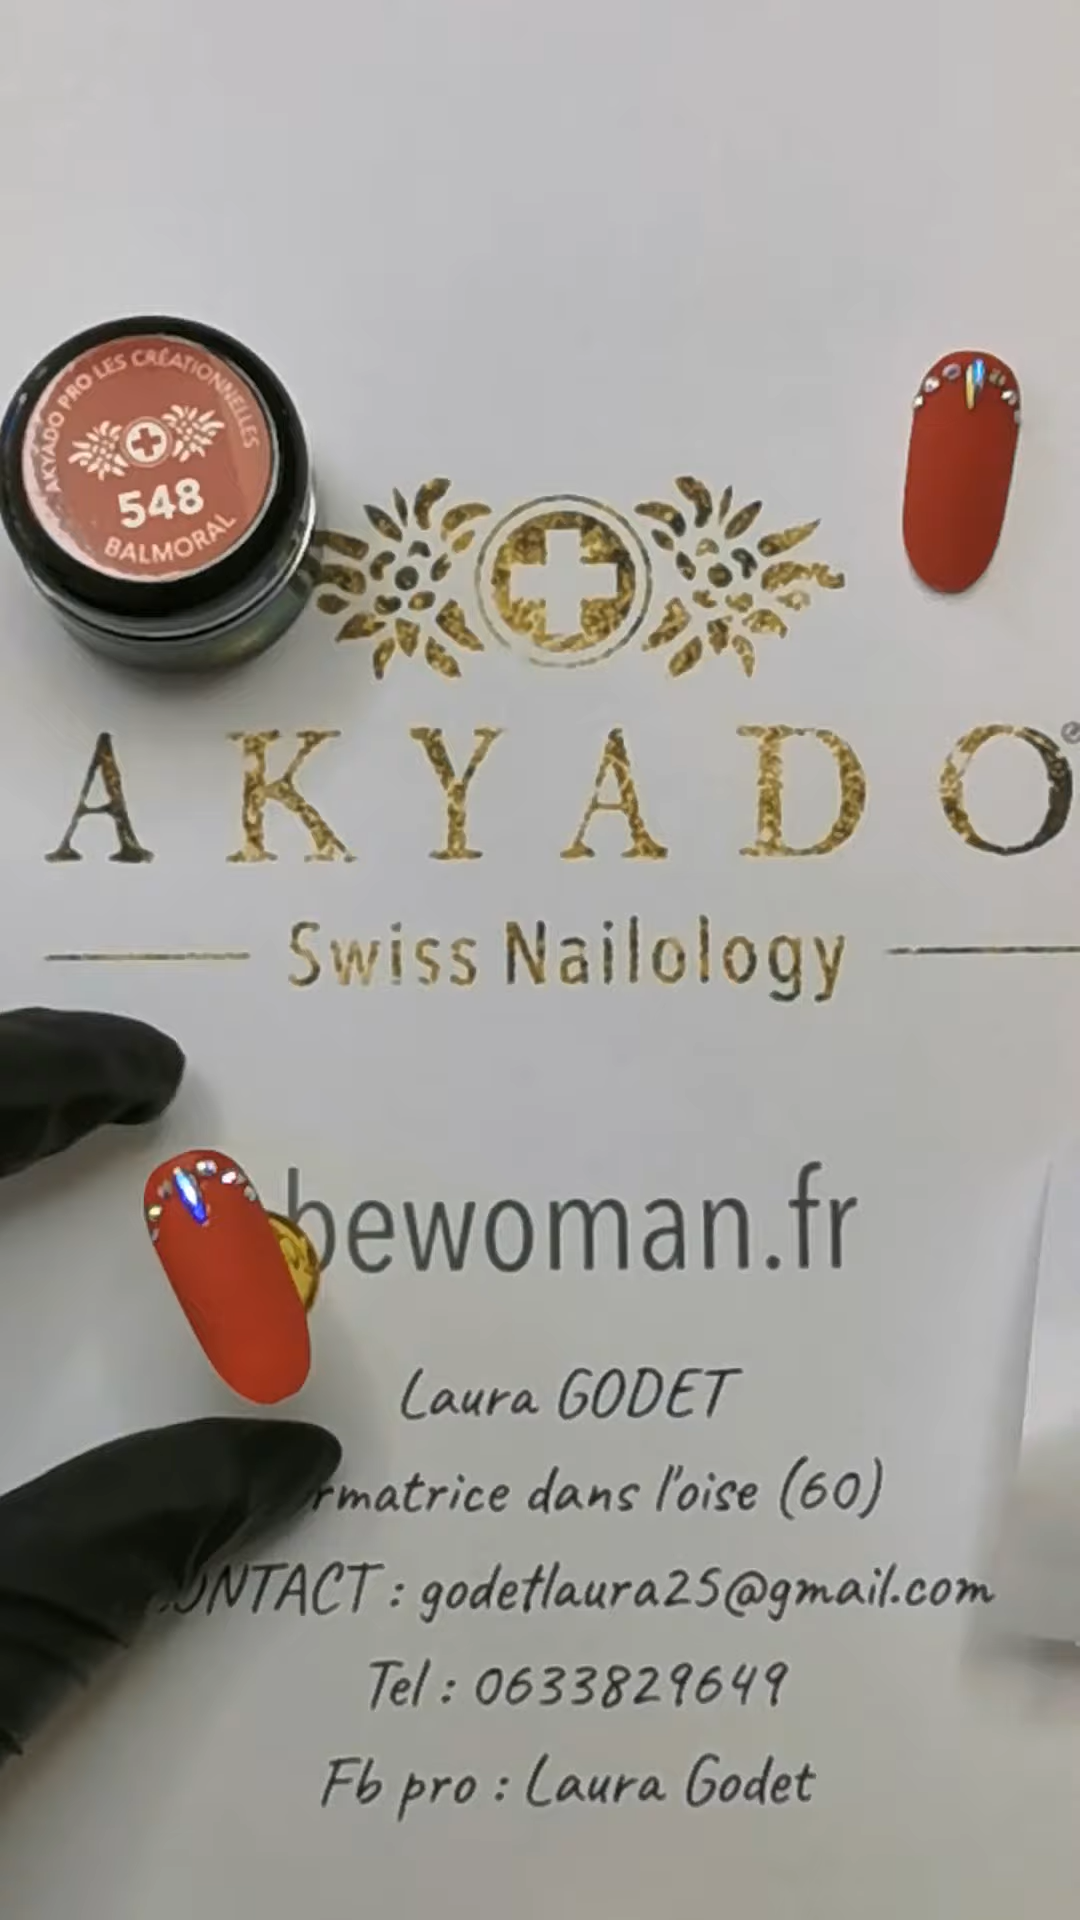 AKYADO PRO LES CRÉATIONNELLES
548
BALMORAL
AKYADO®
Swiss Nailology
bewoman.fr
Laura GODET
rmatrice dans l'oise (60)
ONTACT : godetlaura25@gmail.com
Tel : 0633829649
Fb pro : Laura Godet